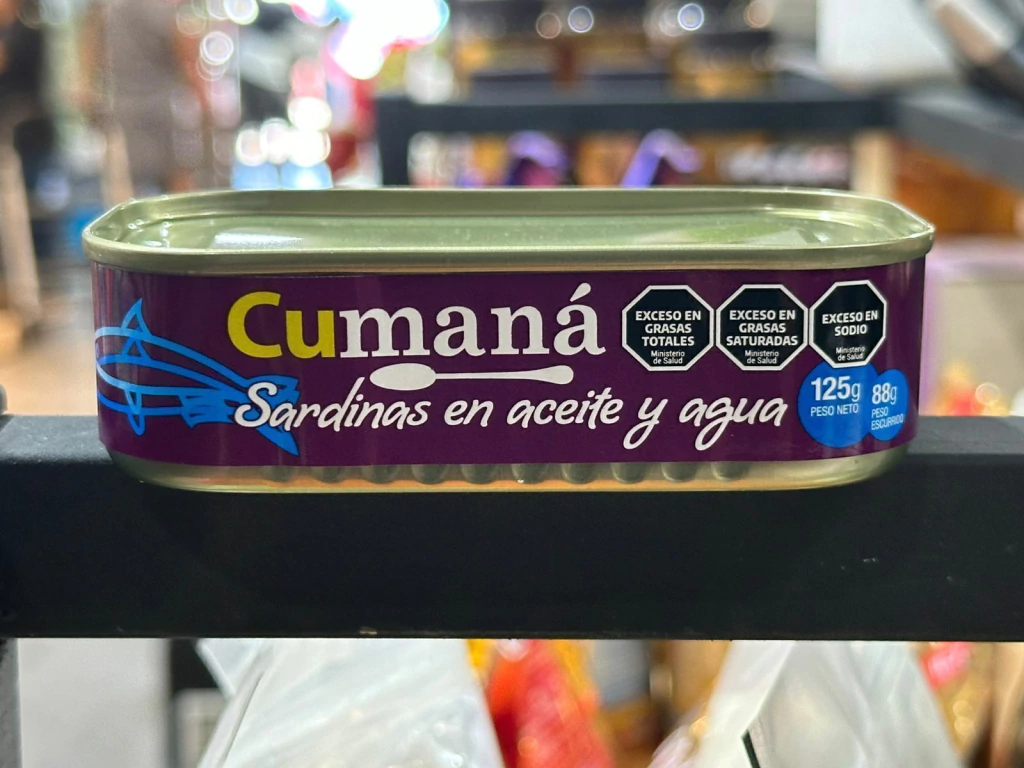 Cumaná
Sardinas en aceite y agua
EXCESO EN
GRASAS
TOTALES
Ministerio
de Salud
EXCESO EN
GRASAS
SATURADAS
Ministerio
de Salud
EXCESO EN
SODIO
Ministerio
de Salud
125g
PESO NETO
88g
PESO
ESCURRIDO